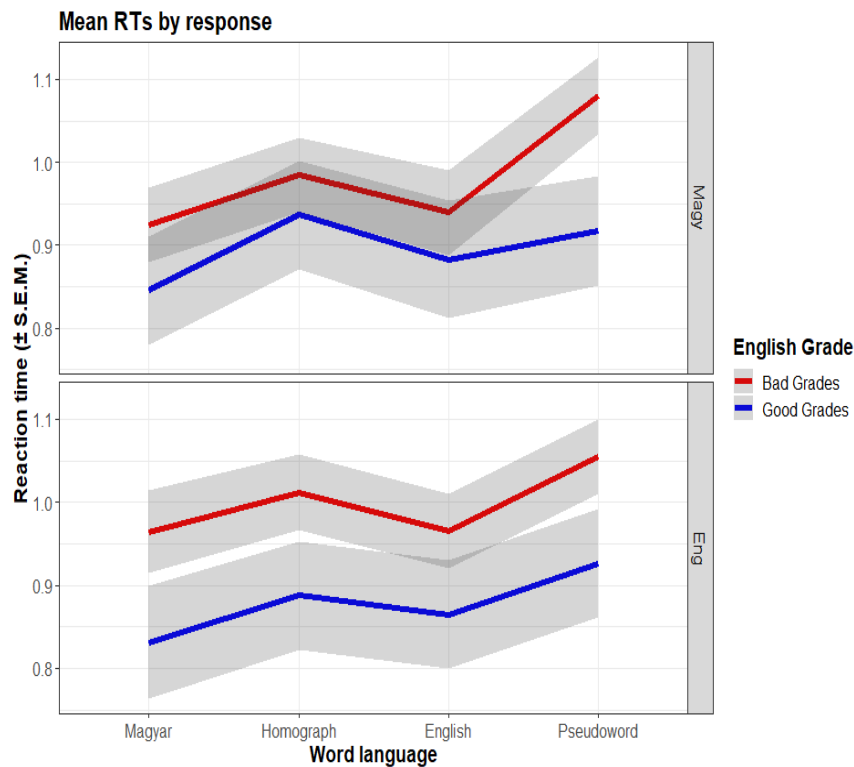 Mean RTs by response
Reaction time (± S.E.M.)
1.1
1.0
0.9
0.8
Magy
1.1
1.0
0.9
0.8
Eng
Magyar Homograph English Pseudoword
Word language
English Grade
Bad Grades
Good Grades